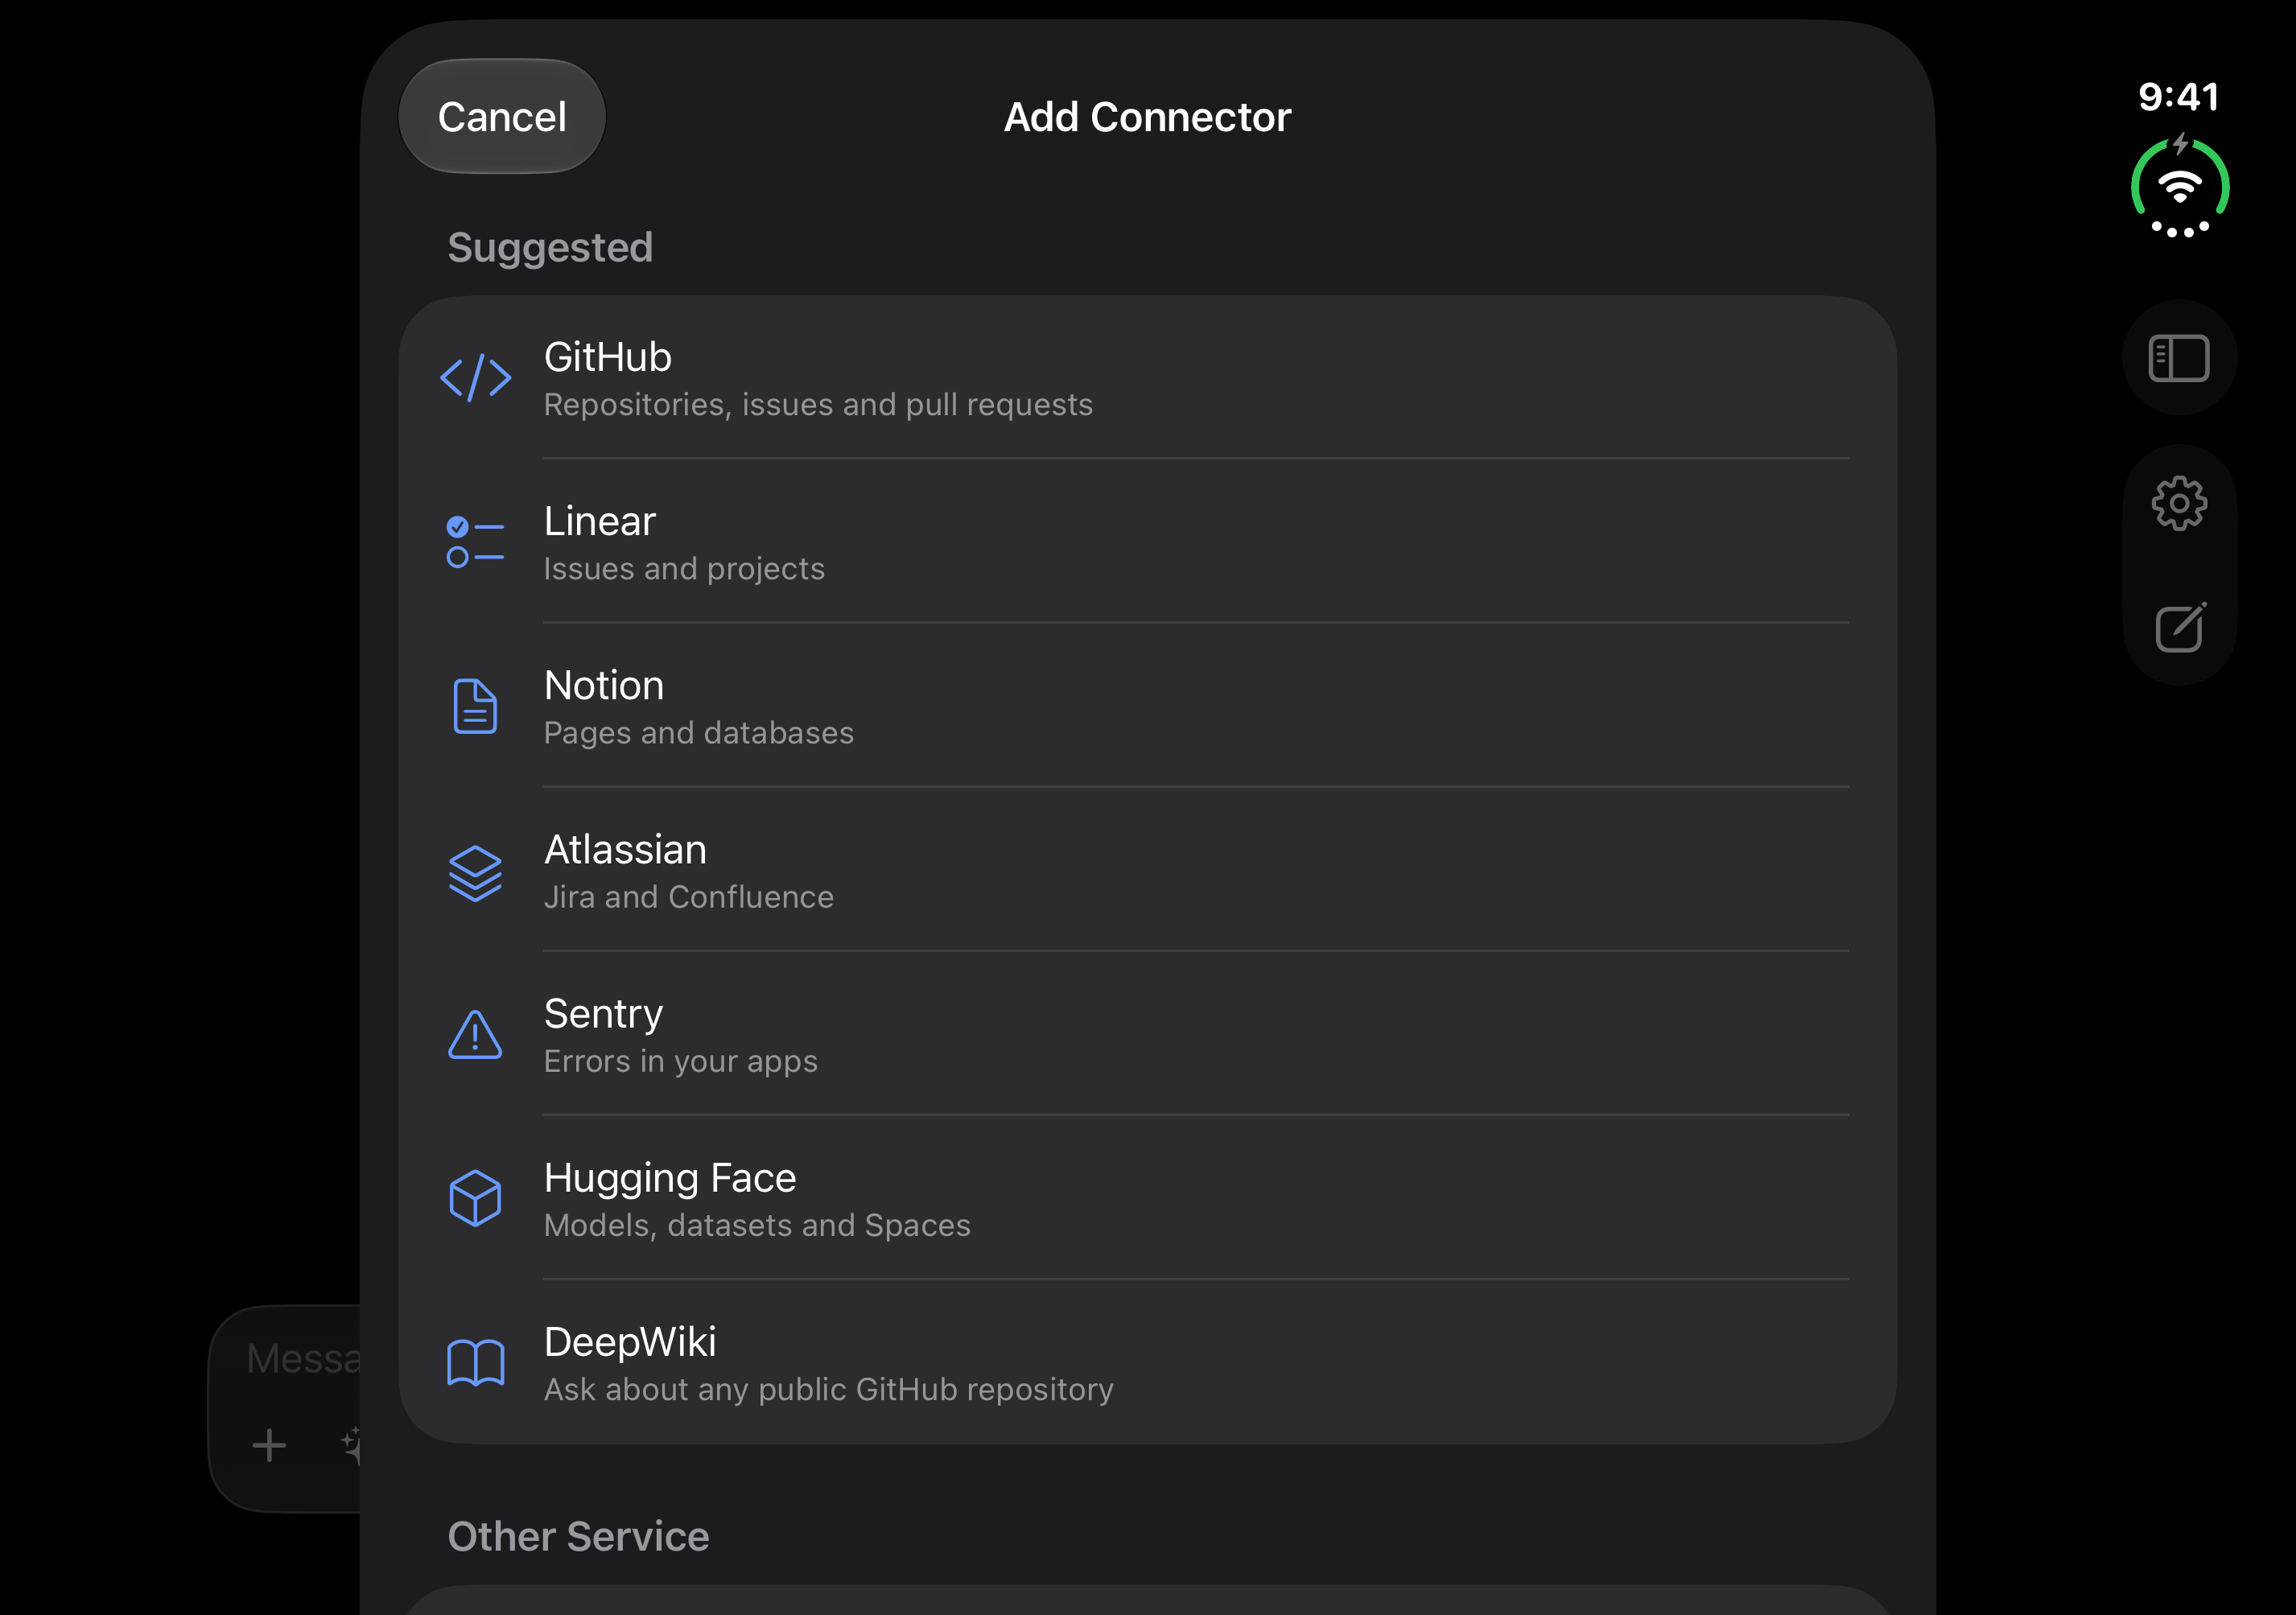 Cancel
Add Connector
9:41
Suggested
GitHub
Repositories, issues and pull requests
Linear
Issues and projects
Notion
Pages and databases
Atlassian
Jira and Confluence
Sentry
Errors in your apps
Hugging Face
Models, datasets and Spaces
DeepWiki
Ask about any public GitHub repository
Messa
Other Service